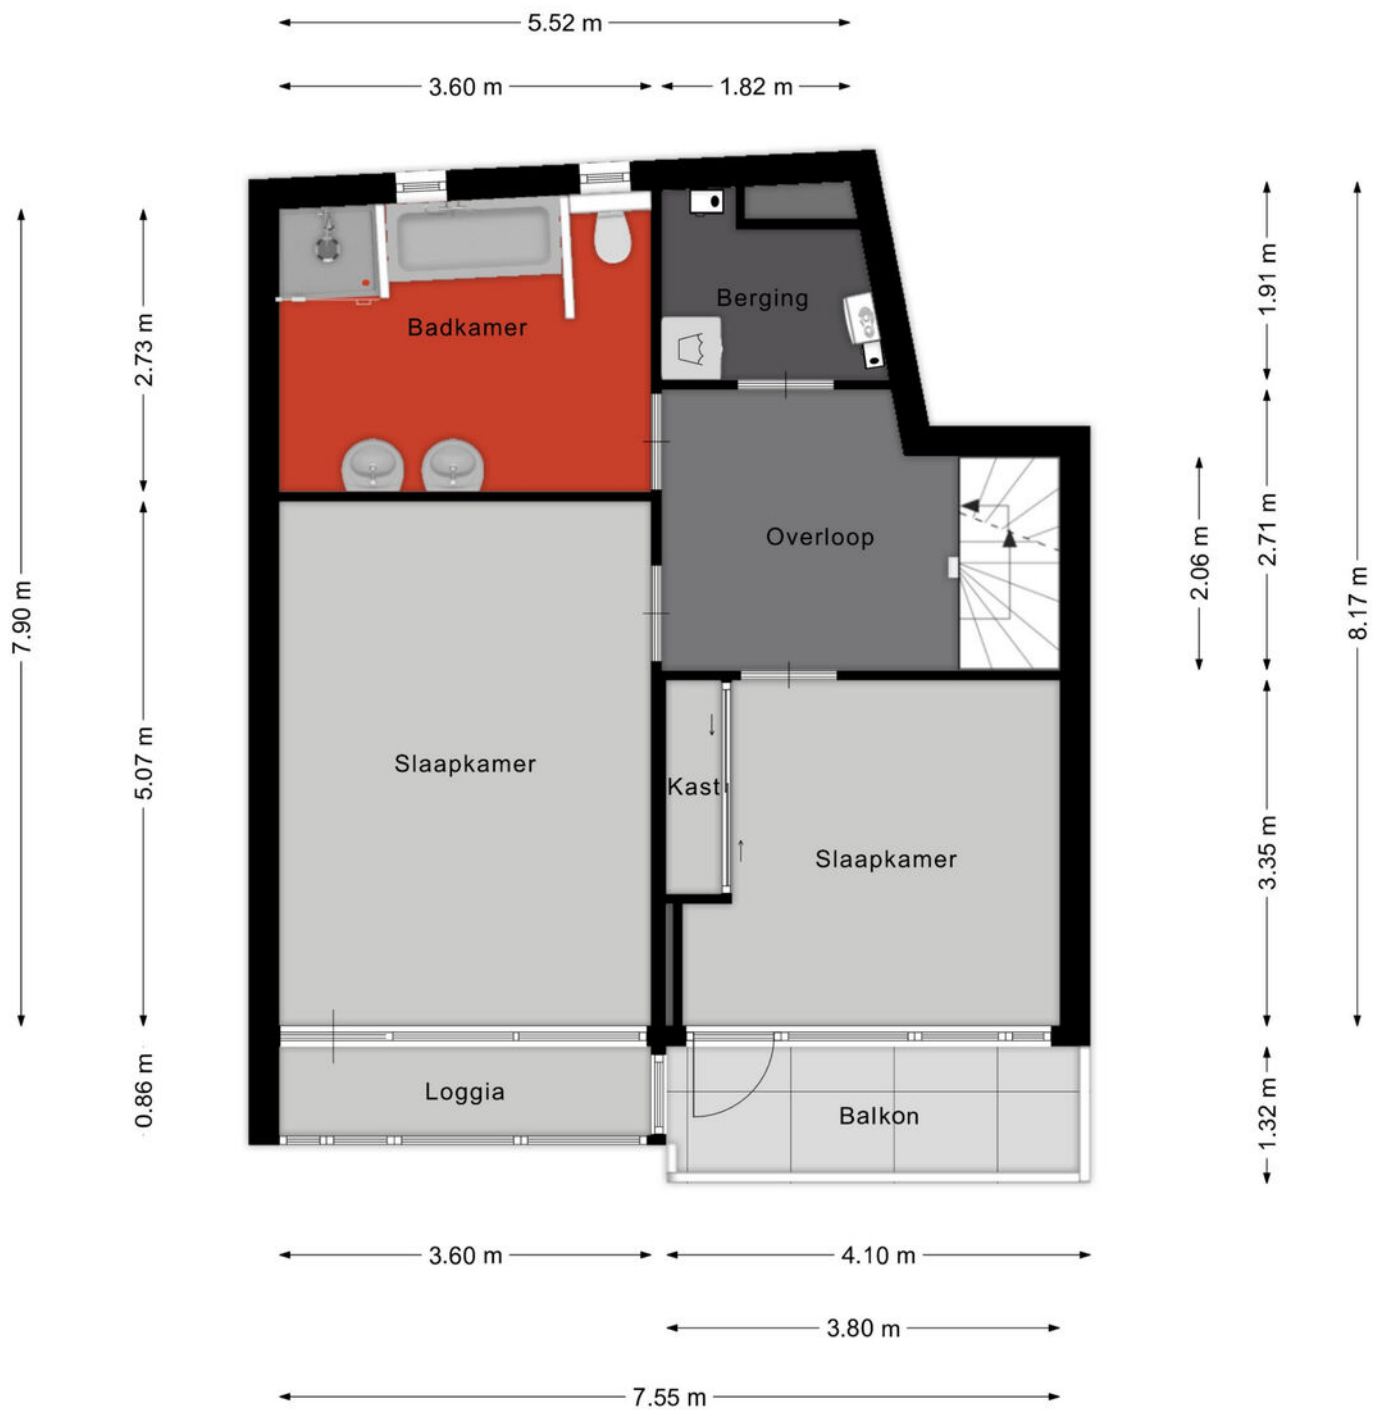 5.52 m
3.60 m
1.82 m
Badkamer
Berging
1.91 m
2.73 m
Overloop
2.06 m
2.71 m
7.90 m
8.17 m
5.07 m
Slaapkamer
Kast
Slaapkamer
3.35 m
0.86 m
Loggia
Balkon
1.32 m
3.60 m
4.10 m
3.80 m
7.55 m